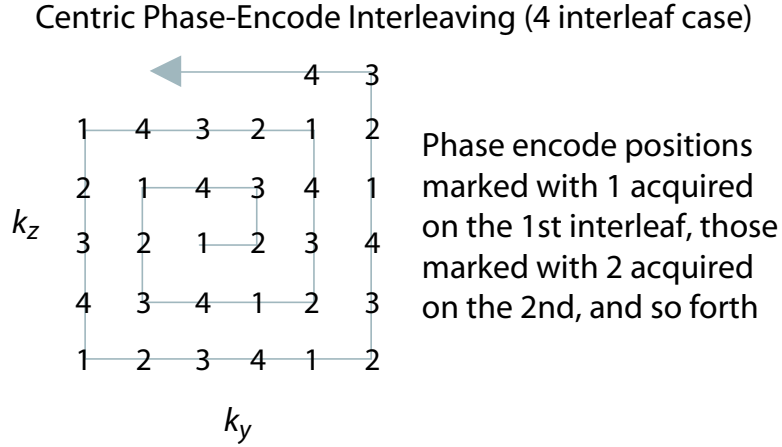 Centric Phase-Encode Interleaving (4 interleaf case)
4 3
1 4 3 2 1 2
2 1 4 3 4 1
3 2 1 2 3 4
4 3 4 1 2 3
1 2 3 4 1 2
kz
ky
Phase encode positions
marked with 1 acquired
on the 1st interleaf, those
marked with 2 acquired
on the 2nd, and so forth